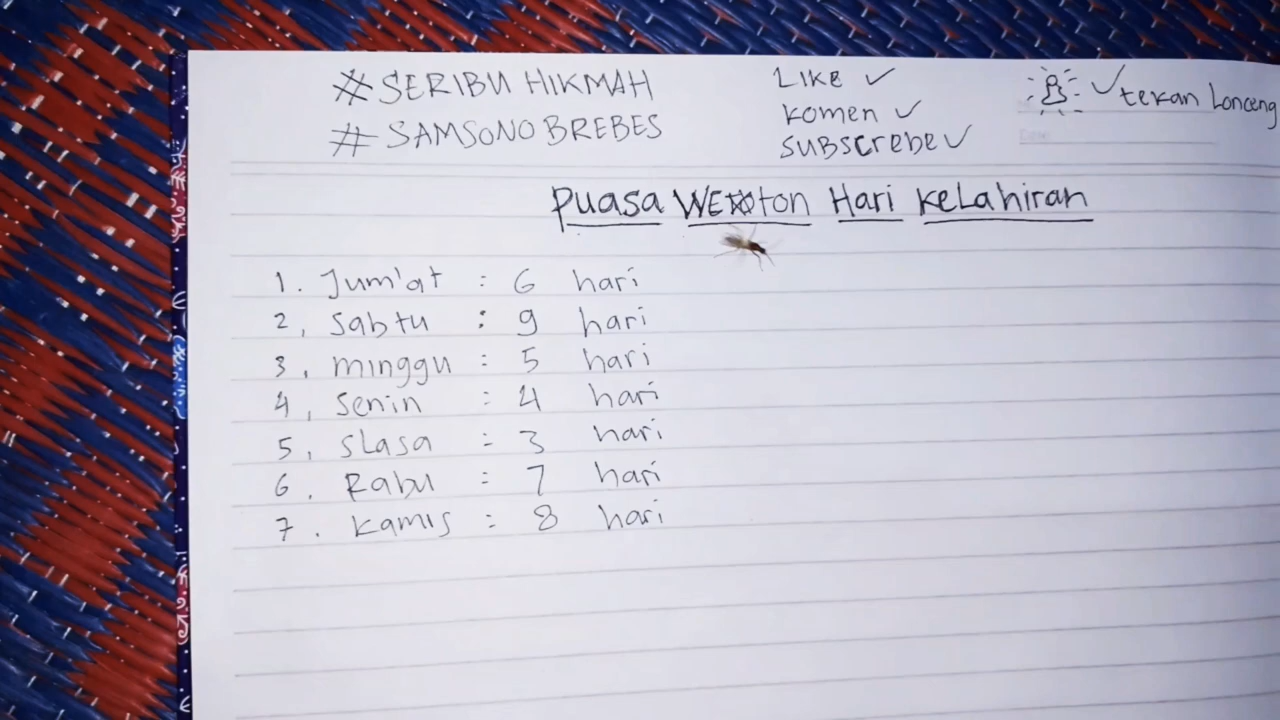 #SERIBU HIKMAH
# SAMSONO BREBES
LIKE ✓
Komen ✓
SUBSCrebe ✓
✓ tekan Lonceng
Puasa WEton Hari KeLahiran
1. Jum'at : 6 hari
2, Sabtu : 9 hari
3, minggu : 5 hari
4, Senin : 4 hari
5, SLasa : 3 hari
6. Rabu : 7 hari
7. Kamis : 8 hari